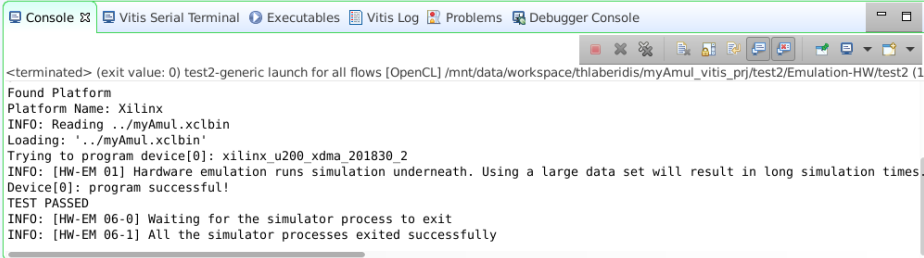 Console Vitis Serial Terminal Executables Vitis Log Problems Debugger Console
<terminated> (exit value: 0) test2-generic launch for all flows [OpenCL] /mnt/data/workspace/thlaberidis/myAmul_vitis_prj/test2/Emulation-HW/test2 (1
Found Platform
Platform Name: Xilinx
INFO: Reading ../myAmul.xclbin
Loading: '../myAmul.xclbin'
Trying to program device[0]: xilinx_u200_xdma_201830_2
INFO: [HW-EM 01] Hardware emulation runs simulation underneath. Using a large data set will result in long simulation times.
Device[0]: program successful!
TEST PASSED
INFO: [HW-EM 06-0] Waiting for the simulator process to exit
INFO: [HW-EM 06-1] All the simulator processes exited successfully